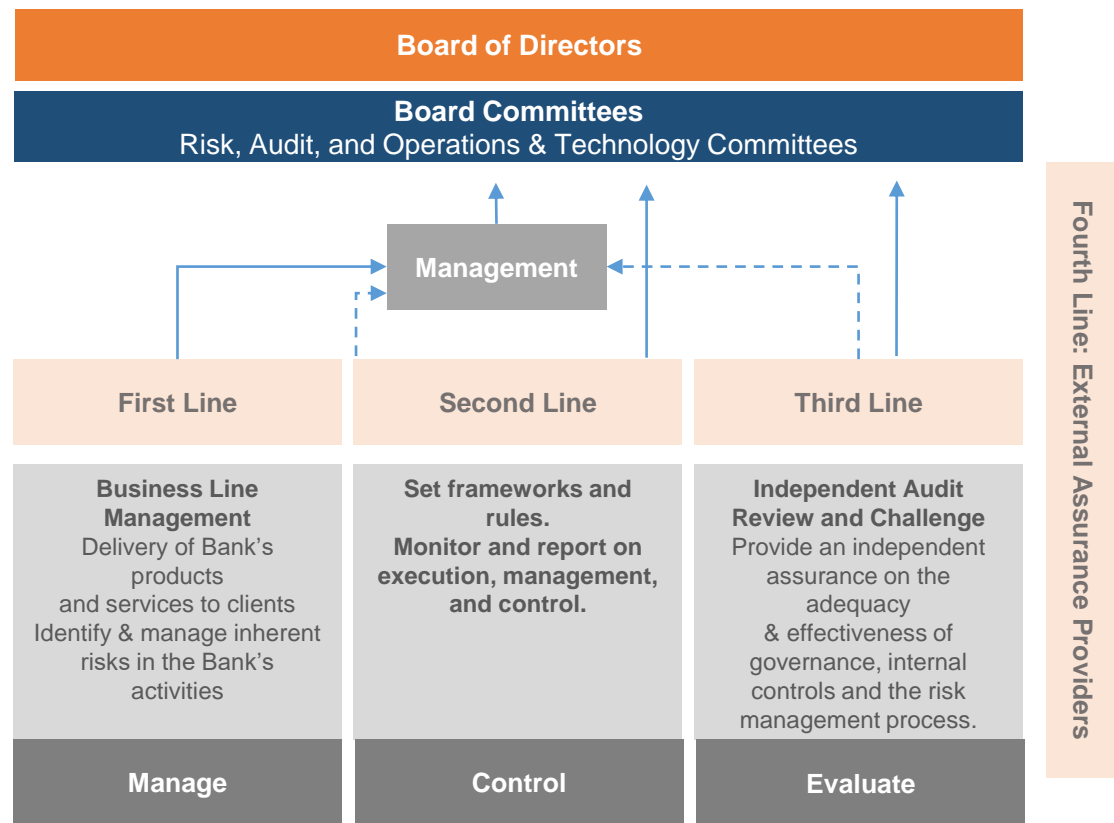 Board of Directors
Board Committees
Risk, Audit, and Operations & Technology Committees
Management
First Line
Second Line
Third Line
Business Line
Management
Delivery of Bank's
products
and services to clients
Identify & manage inherent
risks in the Bank's
activities
Set frameworks and
rules.
Monitor and report on
execution, management,
and control.
Independent Audit
Review and Challenge
Provide an independent
assurance on the
adequacy
& effectiveness of
governance, internal
controls and the risk
management process.
Manage
Control
Evaluate
Fourth Line: External Assurance Providers